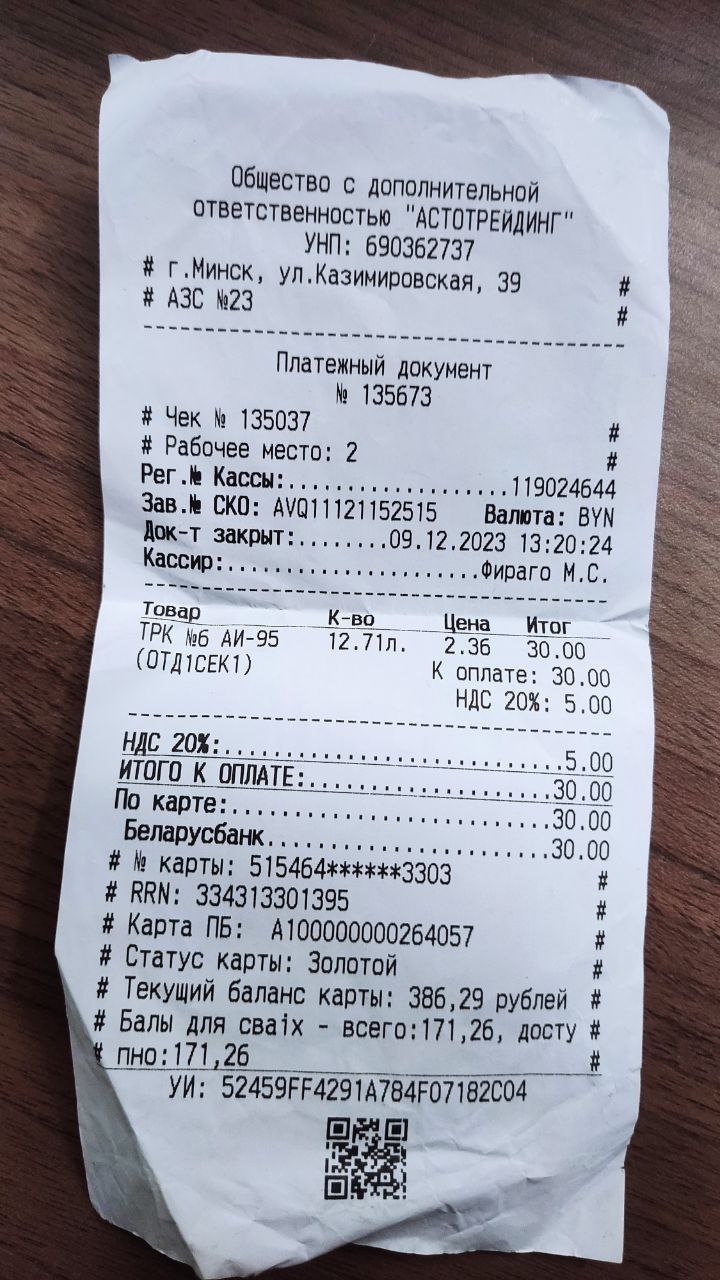 Общество с дополнительной
ответственностью "АСТОТРЕЙДИНГ"
УНП: 690362737
# г.Минск, ул.Казимировская, 39 #
# АЗС №23 #
Платежный документ
№ 135673
# Чек № 135037 #
# Рабочее место: 2 #
Рег.№ Кассы:...................119024644
Зав.№ СКО: AVQ11121152515 Валюта: BYN
Док-т закрыт:........09.12.2023 13:20:24
Кассир:.......................Фираго М.С.
Товар К-во Цена Итог
ТРК №6 АИ-95 12.71л. 2.36 30.00
(ОТД1СЕК1) К оплате: 30.00
НДС 20%: 5.00
НДС 20%:.............................5.00
ИТОГО К ОПЛАТЕ:.....................30.00
По карте:...........................30.00
Беларусбанк.........................30.00
# № карты: 515464******3303 #
# RRN: 334313301395 #
# Карта ПБ: A100000000264057 #
# Статус карты: Золотой #
# Текущий баланс карты: 386,29 рублей #
# Балы для сваiх - всего:171,26, досту #
# пно:171,26 #
УИ: 52459FF4291A784F07182C04